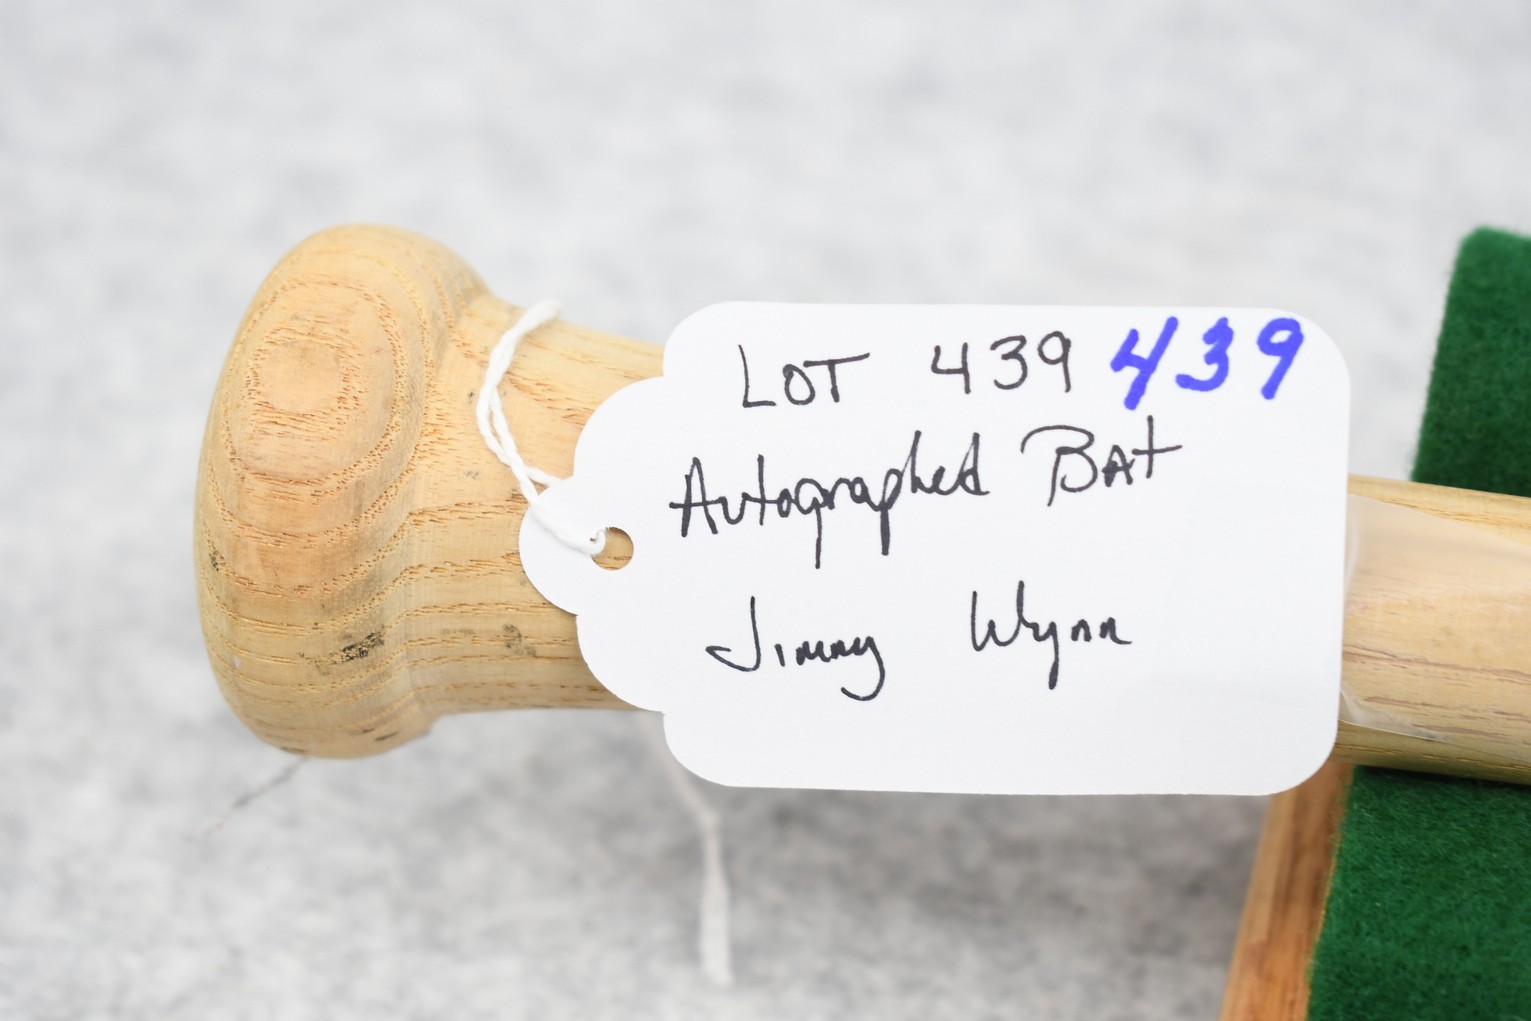 LOT 439 439
Autographed BAt
Jimmy Wynn